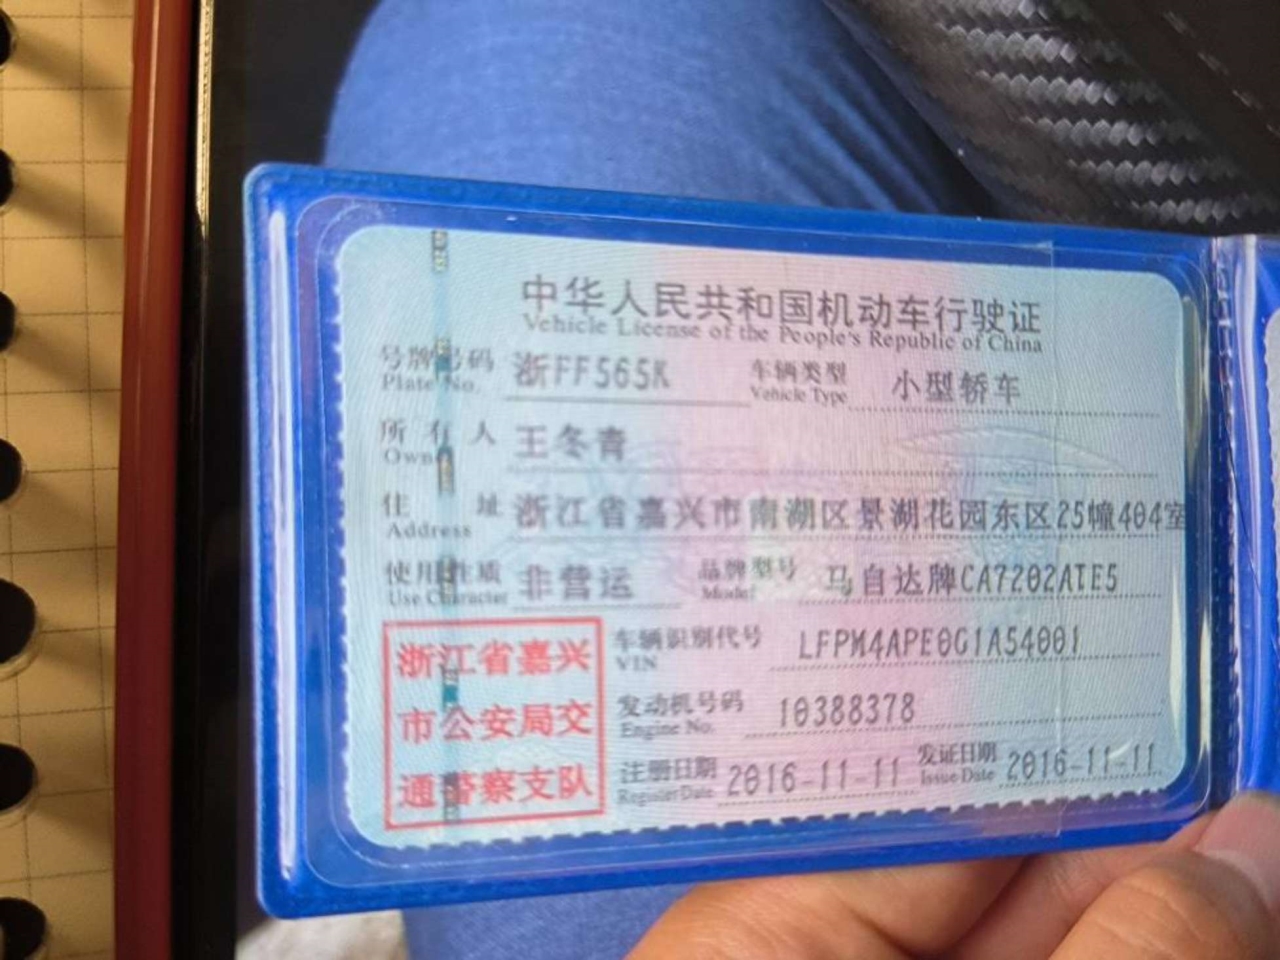 中华人民共和国机动车行驶证
Vehicle License of the People's Republic of China
号牌号码 浙FF565K 车辆类型 小型轿车
Plate No. Vehicle Type
所有人 王冬青
Owner
住址 浙江省嘉兴市南湖区景湖花园东区25幢404室
Address
使用性质 非营运 品牌型号 马自达牌CA7202ATE5
Use Character Model
浙江省嘉兴
市公安局交
通警察支队
车辆识别代号 LFPM4APE0G1A54001
VIN
发动机号码 10388378
Engine No.
注册日期 2016-11-11 发证日期 2016-11-11
Register Date Issue Date